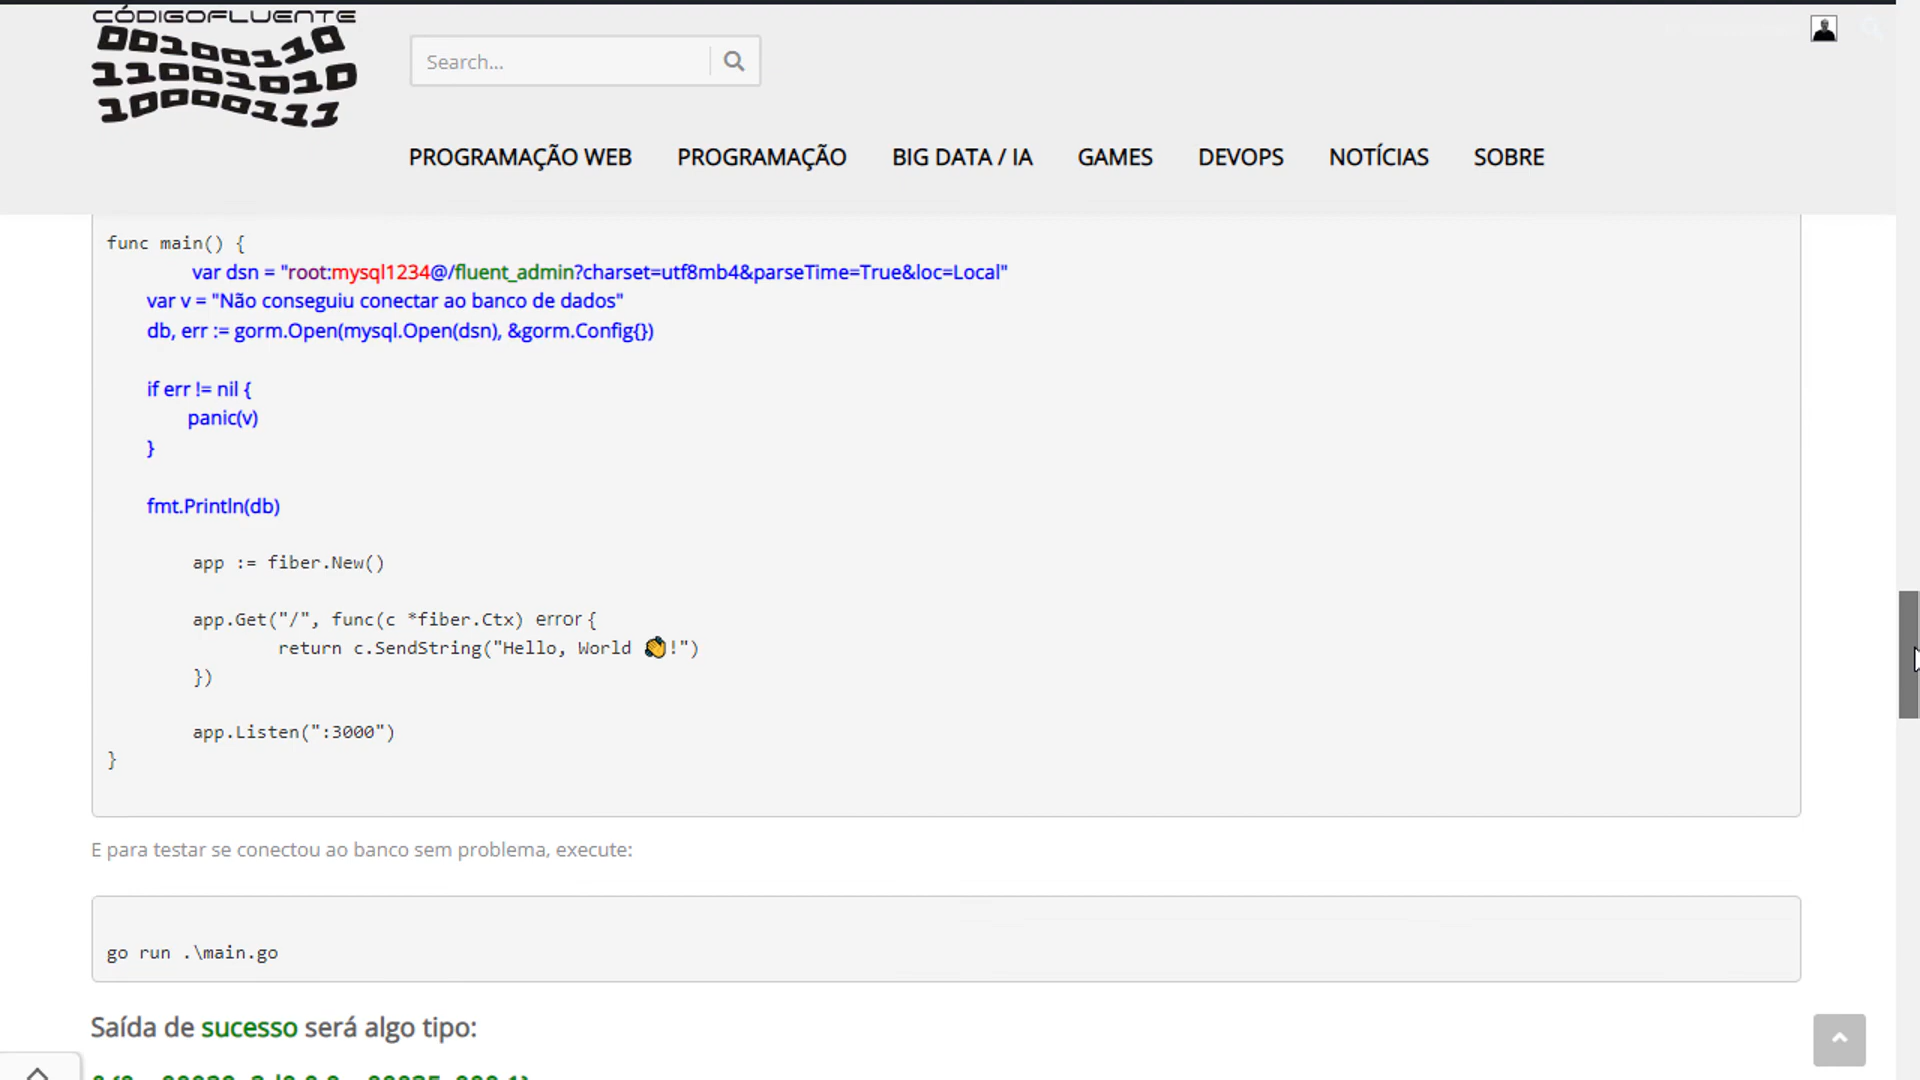 CÓDIGOFLUENTE
00100110
11001010
10000111
Search...
PROGRAMAÇÃO WEB PROGRAMAÇÃO BIG DATA / IA GAMES DEVOPS NOTÍCIAS SOBRE
func main() {
var dsn = "root:mysql1234@/fluent_admin?charset=utf8mb4&parseTime=True&loc=Local"
var v = "Não conseguiu conectar ao banco de dados"
db, err := gorm.Open(mysql.Open(dsn), &gorm.Config{})
if err != nil {
panic(v)
}
fmt.Println(db)
app := fiber.New()
app.Get("/", func(c *fiber.Ctx) error {
return c.SendString("Hello, World 👋!")
})
app.Listen(":3000")
}
E para testar se conectou ao banco sem problema, execute:
go run .\main.go
Saída de sucesso será algo tipo: